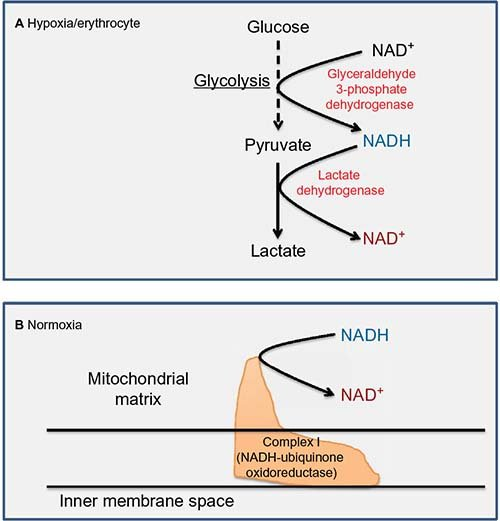 A Hypoxia/erythrocyte
Glucose
NAD⁺
Glycolysis
Glyceraldehyde
3-phosphate
dehydrogenase
Pyruvate
NADH
Lactate
dehydrogenase
NAD⁺
Lactate
B Normoxia
NADH
Mitochondrial
matrix
NAD⁺
Complex I
(NADH-ubiquinone
oxidoreductase)
Inner membrane space